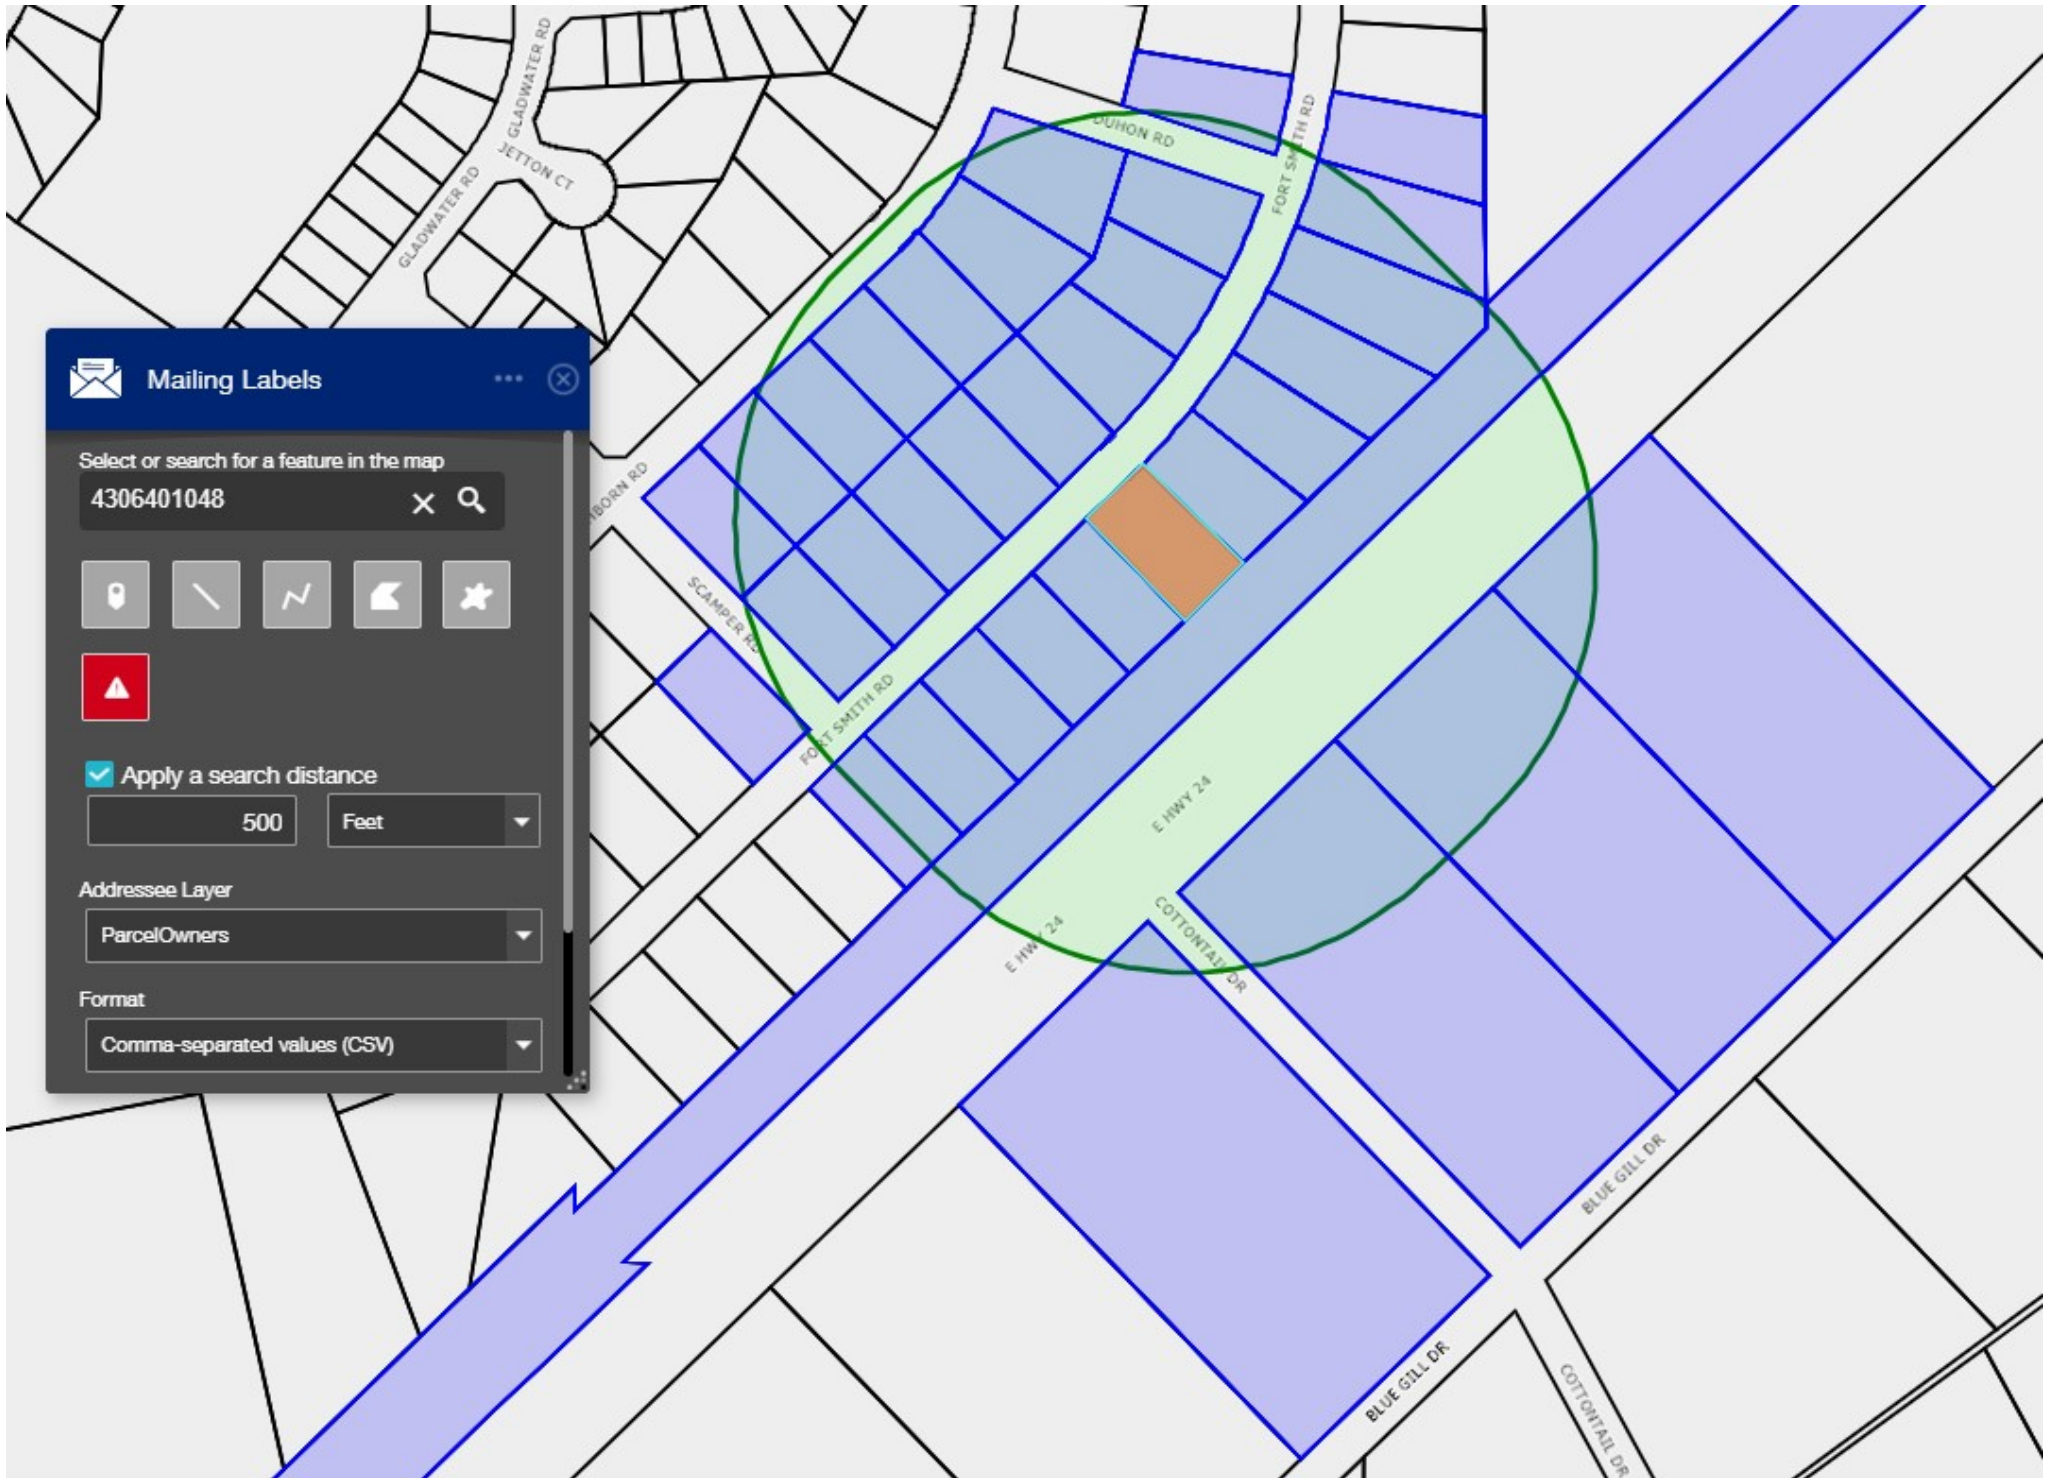 GLADWATER RD
JETTON CT
GLADWATER RD
DUHON RD
FORT SMITH RD
Mailing Labels
Select or search for a feature in the map
4306401048
Apply a search distance
500 Feet
Addressee Layer
ParcelOwners
Format
Comma-separated values (CSV)
RD
SCAMPER RD
FORT SMITH RD
E HWY 24
E HWY 24
COTTONTAIL DR
BLUE GILL DR
BLUE GILL DR
COTTONTAIL DR